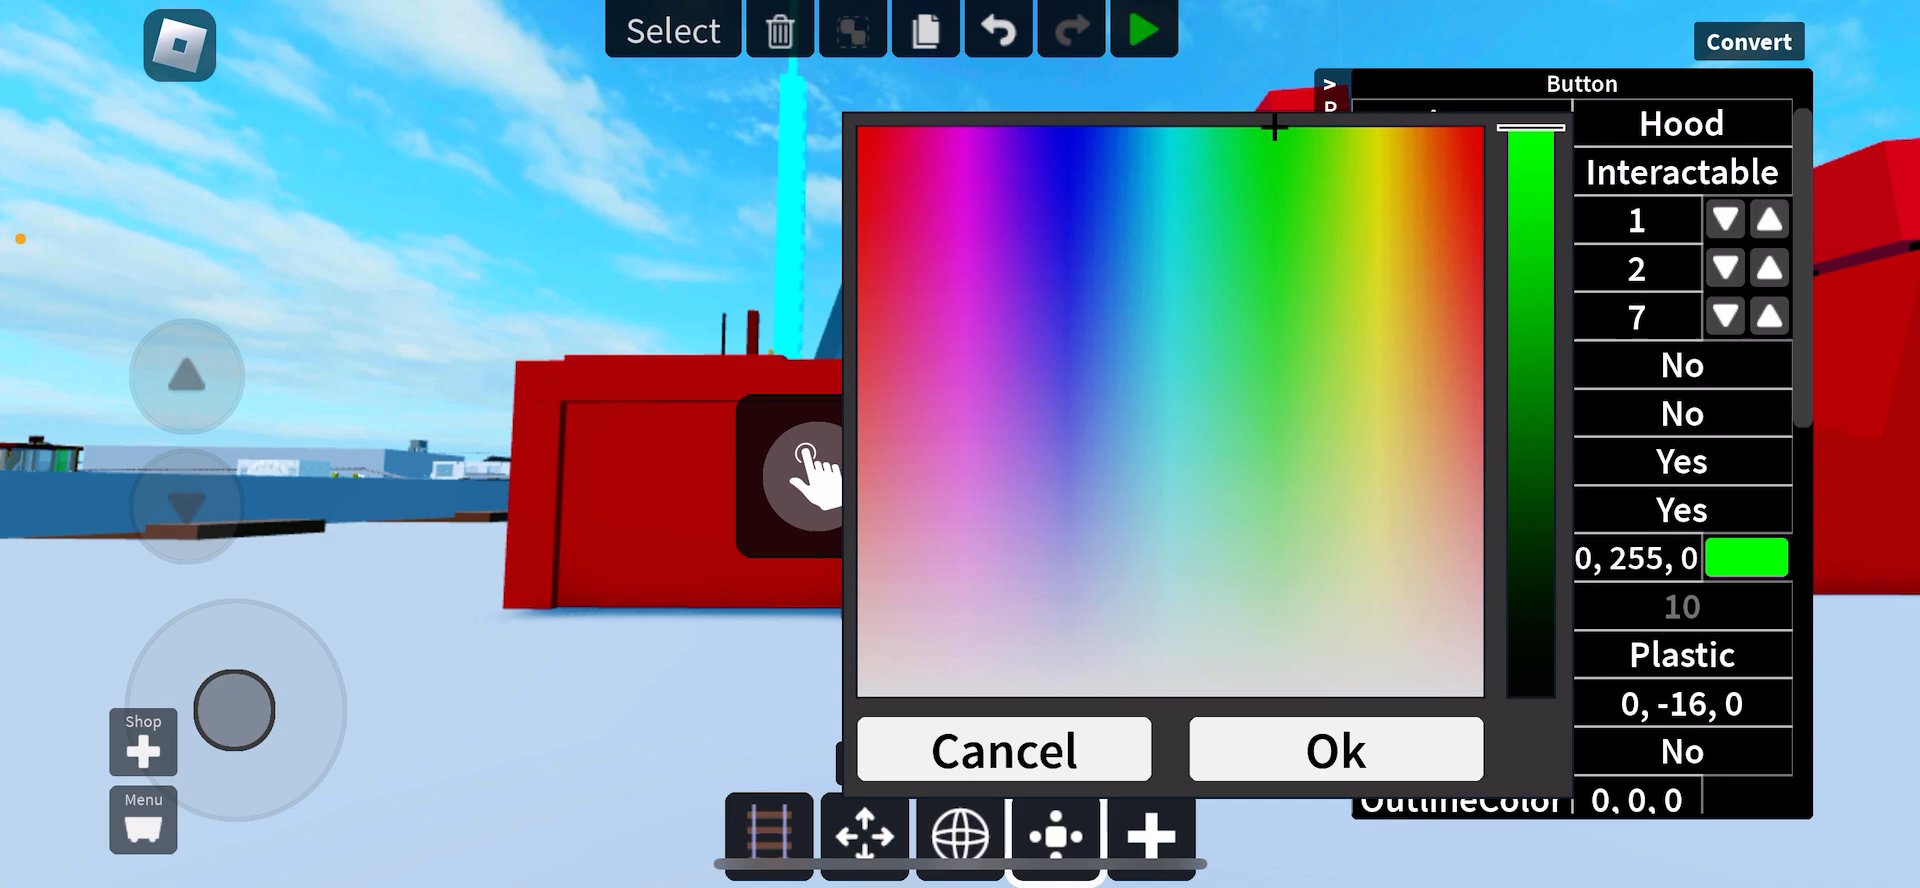 Select
Convert
>
P
Button
Hood
Interactable
1
2
7
No
No
Yes
Yes
0, 255, 0
10
Plastic
0, -16, 0
No
OutlineColor
0, 0, 0
Cancel
Ok
Shop
Menu